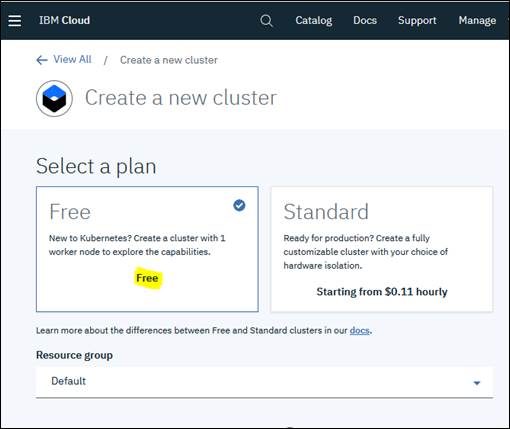 IBM Cloud Catalog Docs Support Manage
← View All / Create a new cluster
Create a new cluster
Select a plan
Free
New to Kubernetes? Create a cluster with 1
worker node to explore the capabilities.
Free
Standard
Ready for production? Create a fully
customizable cluster with your choice of
hardware isolation.
Starting from $0.11 hourly
Learn more about the differences between Free and Standard clusters in our docs.
Resource group
Default